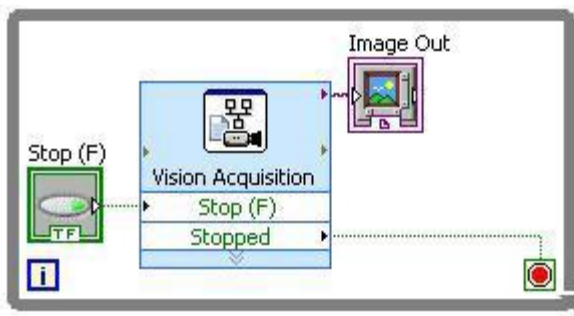 Image Out
Stop (F)
TF
Vision Acquisition
Stop (F)
Stopped
i